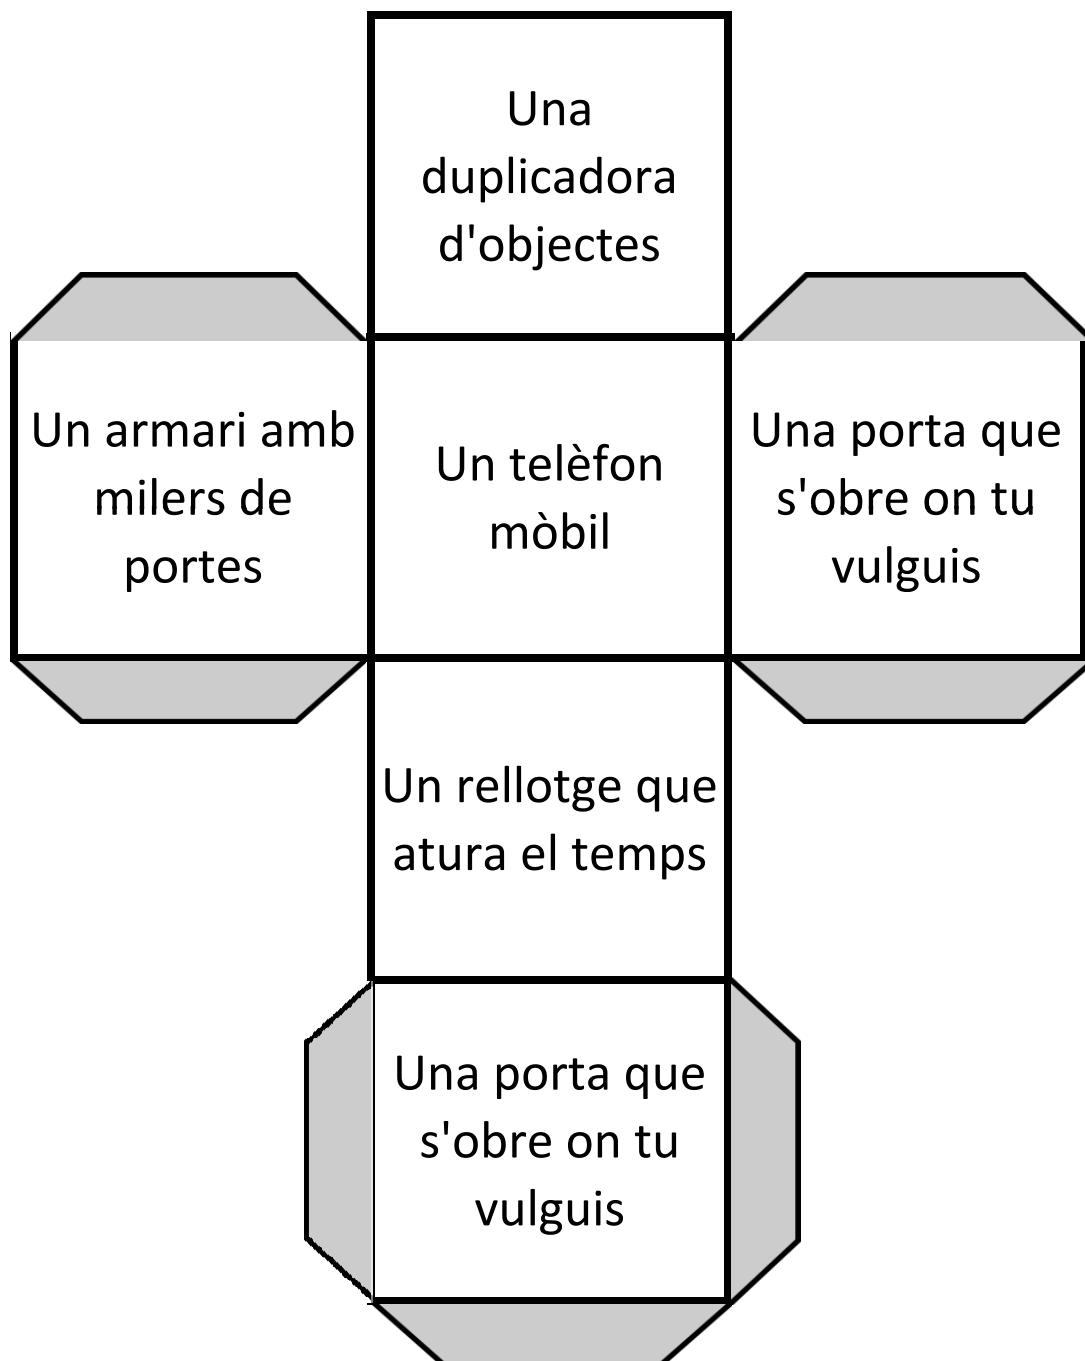 Una
duplicadora
d'objectes
Un armari amb
milers de
portes
Un telèfon
mòbil
Una porta que
s'obre on tu
vulguis
Un rellotge que
atura el temps
Una porta que
s'obre on tu
vulguis